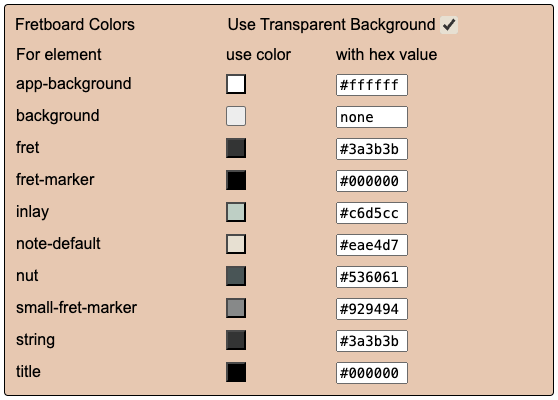 Fretboard Colors Use Transparent Background
For element use color with hex value
app-background #ffffff
background none
fret #3a3b3b
fret-marker #000000
inlay #c6d5cc
note-default #eae4d7
nut #536061
small-fret-marker #929494
string #3a3b3b
title #000000